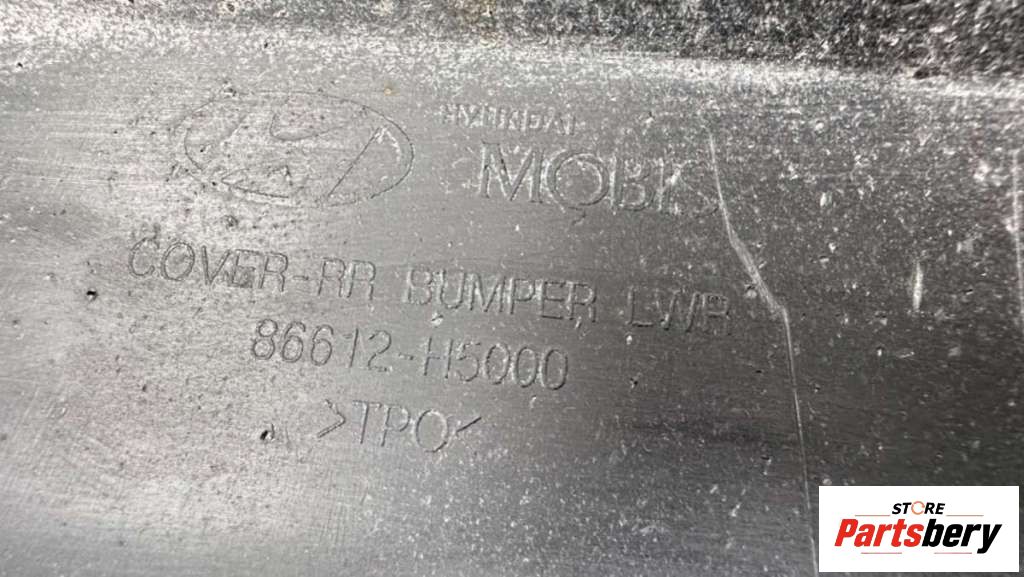 HYUNDAI
MOBIS
COVER-RR BUMPER LWR
86612-H5000
>TPO<
STORE
Partsbery